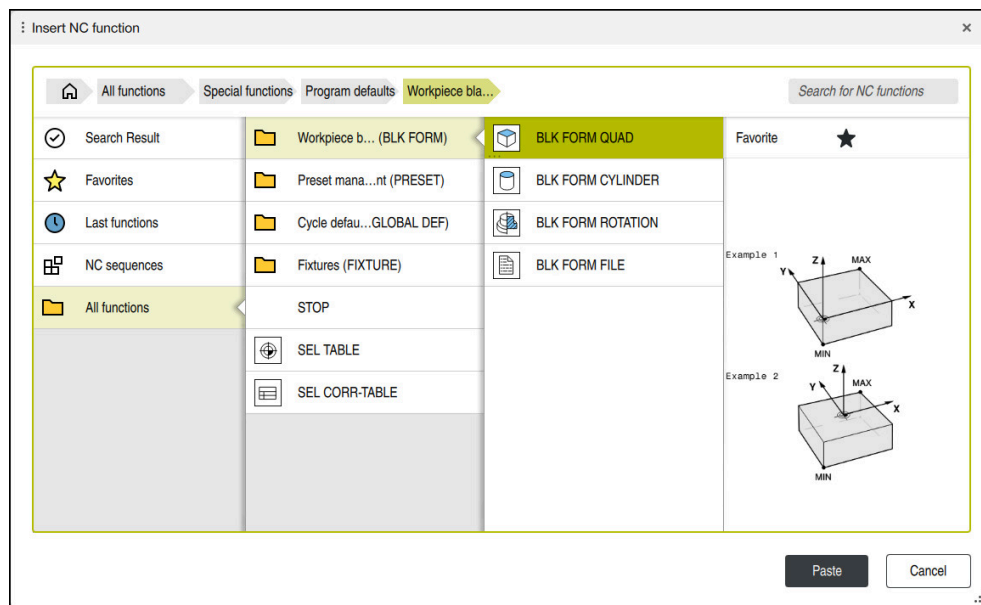 Insert NC function
All functions
Special functions
Program defaults
Workpiece bla...
Search for NC functions
Search Result
Favorites
Last functions
NC sequences
All functions
Workpiece b... (BLK FORM)
Preset mana...nt (PRESET)
Cycle defau...GLOBAL DEF)
Fixtures (FIXTURE)
STOP
SEL TABLE
SEL CORR-TABLE
BLK FORM QUAD
BLK FORM CYLINDER
BLK FORM ROTATION
BLK FORM FILE
Favorite
Example 1
Z
MAX
Y
X
MIN
Example 2
Z
MAX
Y
X
MIN
Paste
Cancel